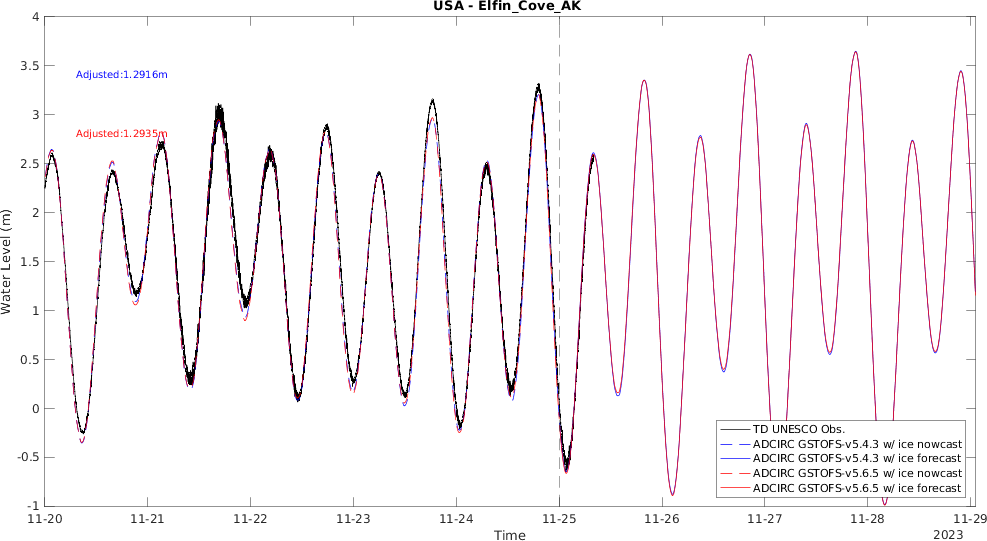 USA - Elfin_Cove_AK
4
3.5
3
2.5
2
1.5
1
0.5
0
-0.5
-1
Water Level (m)
Adjusted:1.2916m
Adjusted:1.2935m
TD UNESCO Obs.
ADCIRC GSTOFS-v5.4.3 w/ ice nowcast
ADCIRC GSTOFS-v5.4.3 w/ ice forecast
ADCIRC GSTOFS-v5.6.5 w/ ice nowcast
ADCIRC GSTOFS-v5.6.5 w/ ice forecast
11-20 11-21 11-22 11-23 11-24 11-25 11-26 11-27 11-28 11-29
Time
2023